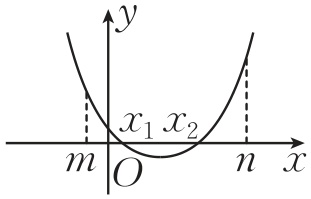 y
x₁ x₂
m O n x